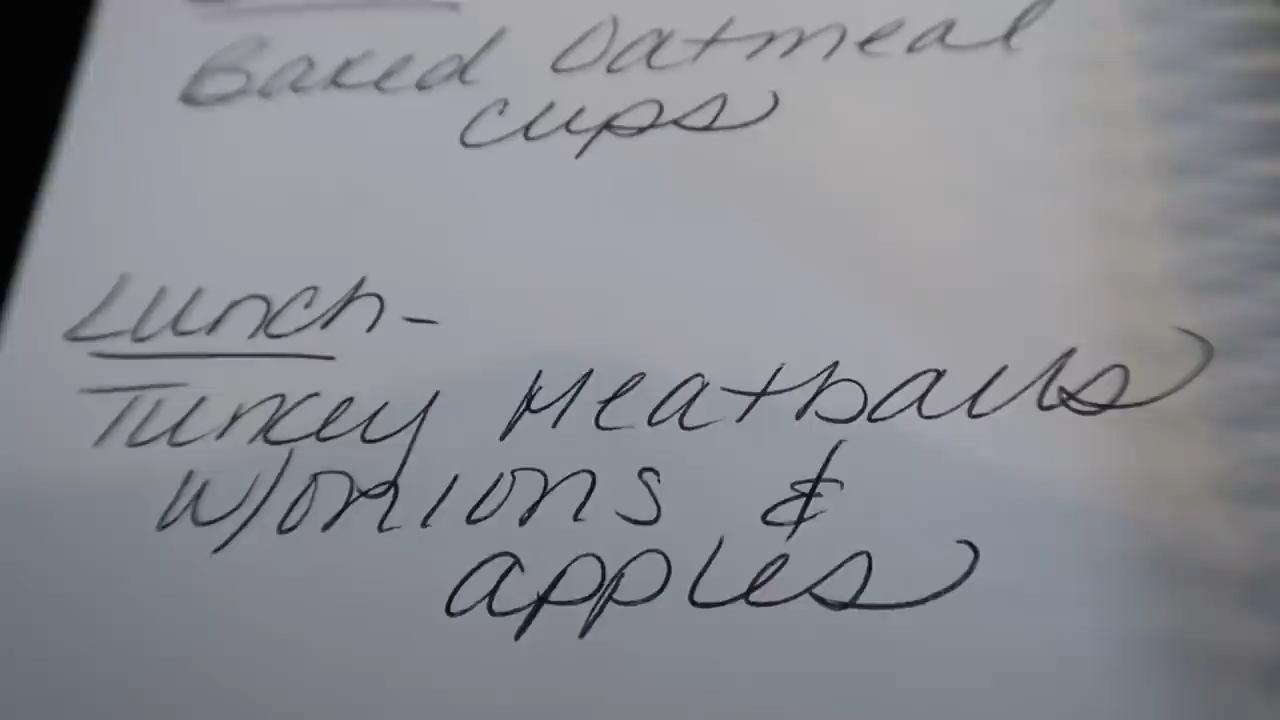 Baked Oatmeal
cups
Lunch-
Turkey Meatballs
w/onions &
apples